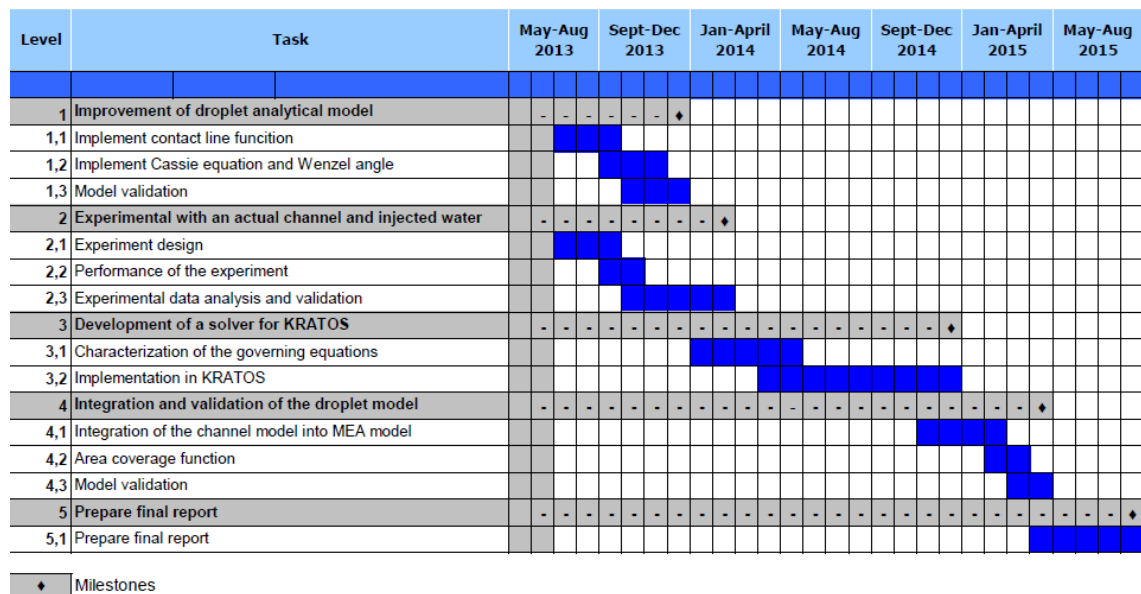 Level Task May-Aug 2013 Sept-Dec 2013 Jan-April 2014 May-Aug 2014 Sept-Dec 2014 Jan-April 2015 May-Aug 2015
1 Improvement of droplet analytical model - - - - - - ♦
1,1 Implement contact line funcition
1,2 Implement Cassie equation and Wenzel angle
1,3 Model validation
2 Experimental with an actual channel and injected water - - - - - - - - ♦
2,1 Experiment design
2,2 Performance of the experiment
2,3 Experimental data analysis and validation
3 Development of a solver for KRATOS - - - - - - - - - - - - - - - - - - ♦
3,1 Characterization of the governing equations
3,2 Implementation in KRATOS
4 Integration and validation of the droplet model - - - - - - - - - - - - - - - - - - - - - - ♦
4,1 Integration of the channel model into MEA model
4,2 Area coverage function
4,3 Model validation
5 Prepare final report - - - - - - - - - - - - - - - - - - - - - - - - - - ♦
5,1 Prepare final report
♦ Milestones